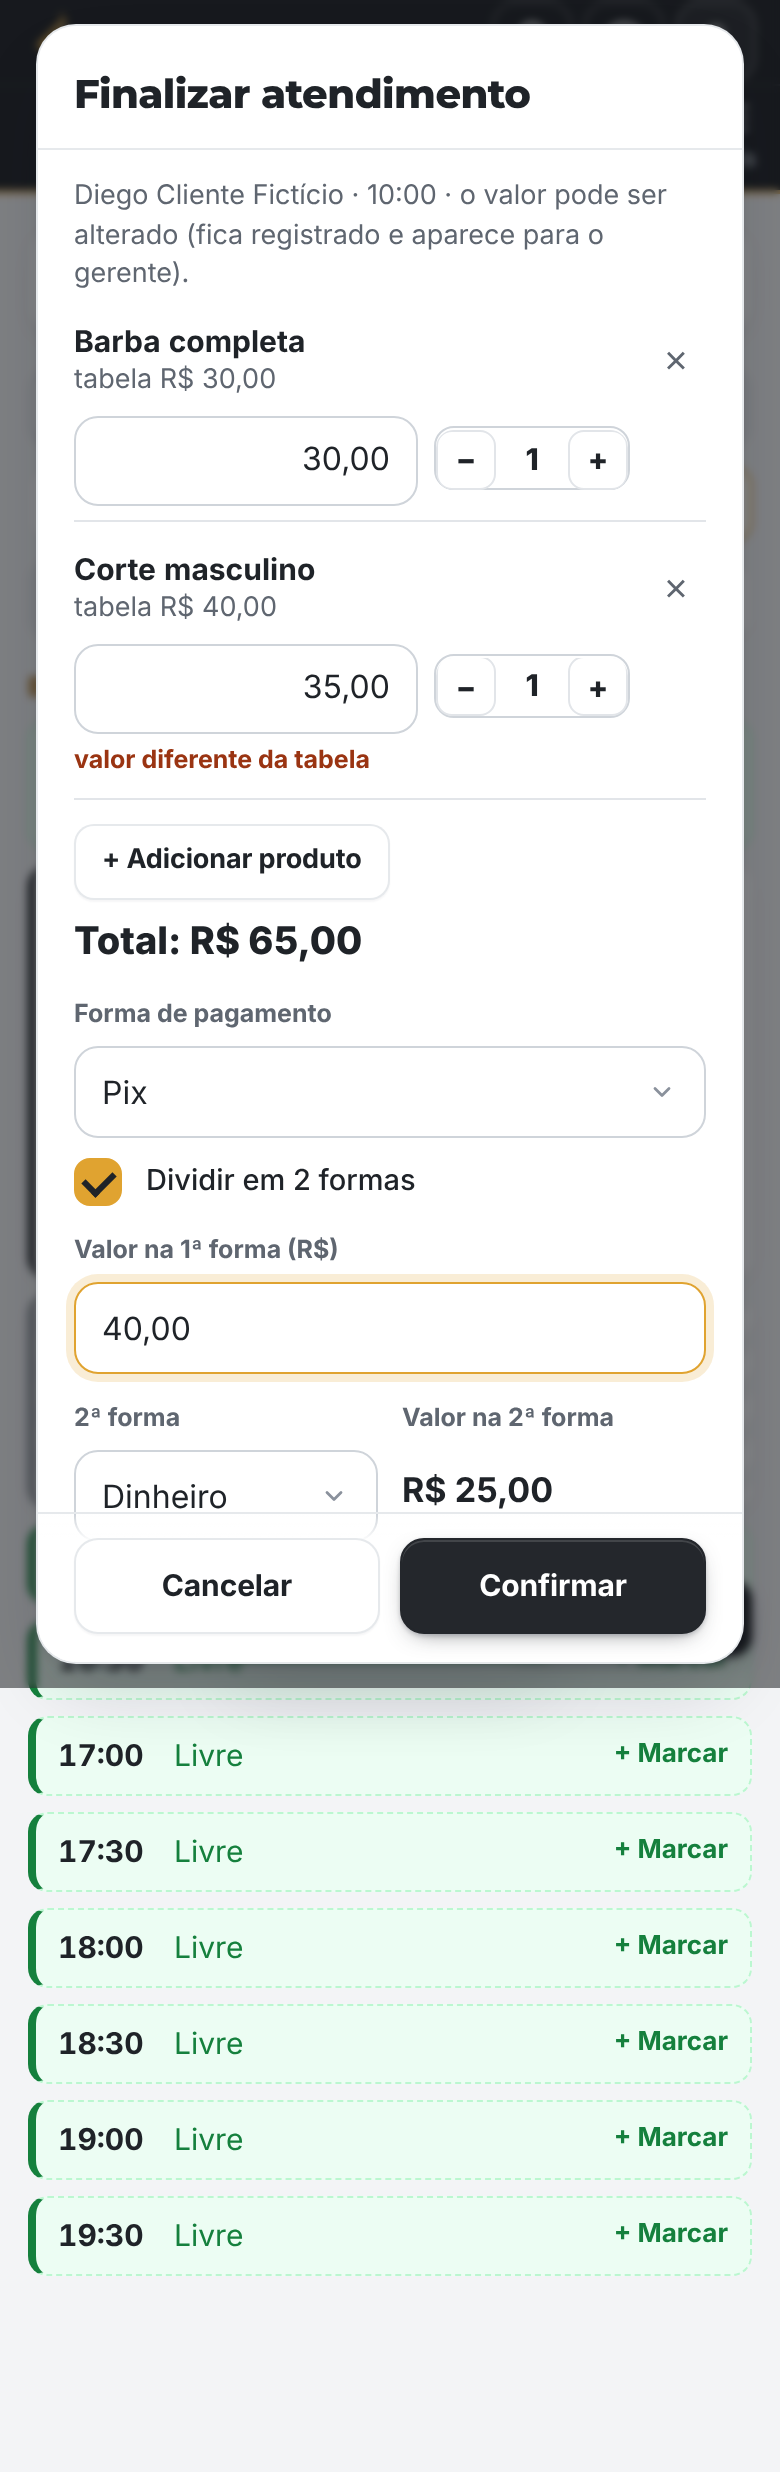 Finalizar atendimento
Diego Cliente Fictício · 10:00 · o valor pode ser
alterado (fica registrado e aparece para o
gerente).
Barba completa
tabela R$ 30,00
×
30,00
− 1 +
Corte masculino
tabela R$ 40,00
×
35,00
− 1 +
valor diferente da tabela
+ Adicionar produto
Total: R$ 65,00
Forma de pagamento
Pix
Dividir em 2 formas
Valor na 1ª forma (R$)
40,00
2ª forma
Valor na 2ª forma
Dinheiro
R$ 25,00
Cancelar
Confirmar
17:00 Livre + Marcar
17:30 Livre + Marcar
18:00 Livre + Marcar
18:30 Livre + Marcar
19:00 Livre + Marcar
19:30 Livre + Marcar